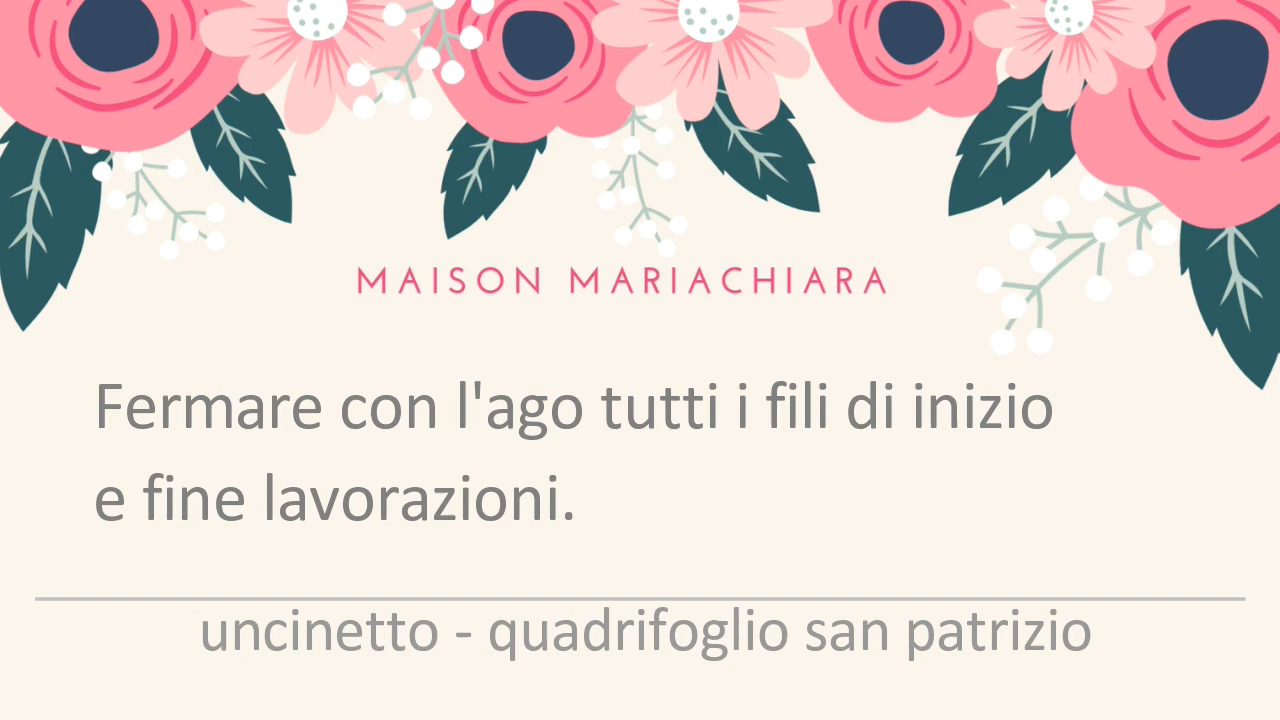 MAISON MARIACHIARA
Fermare con l'ago tutti i fili di inizio
e fine lavorazioni.
uncinetto - quadrifoglio san patrizio